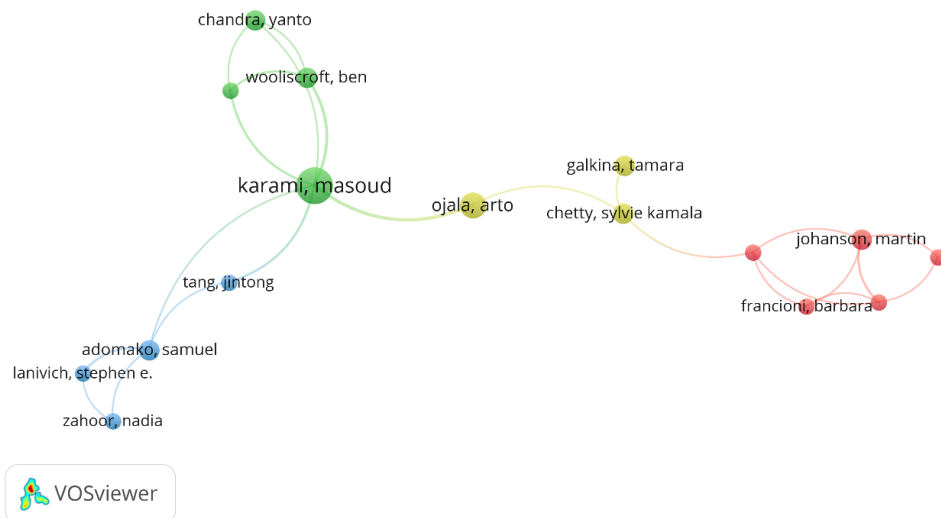 chandra, yanto
wooliscroft, ben
karami, masoud
galkina, tamara
ojala, arto
chetty, sylvie kamala
johanson, martin
tang, jintong
francioni, barbara
adomako, samuel
lanivich, stephen e.
zahoor, nadia
VOSviewer